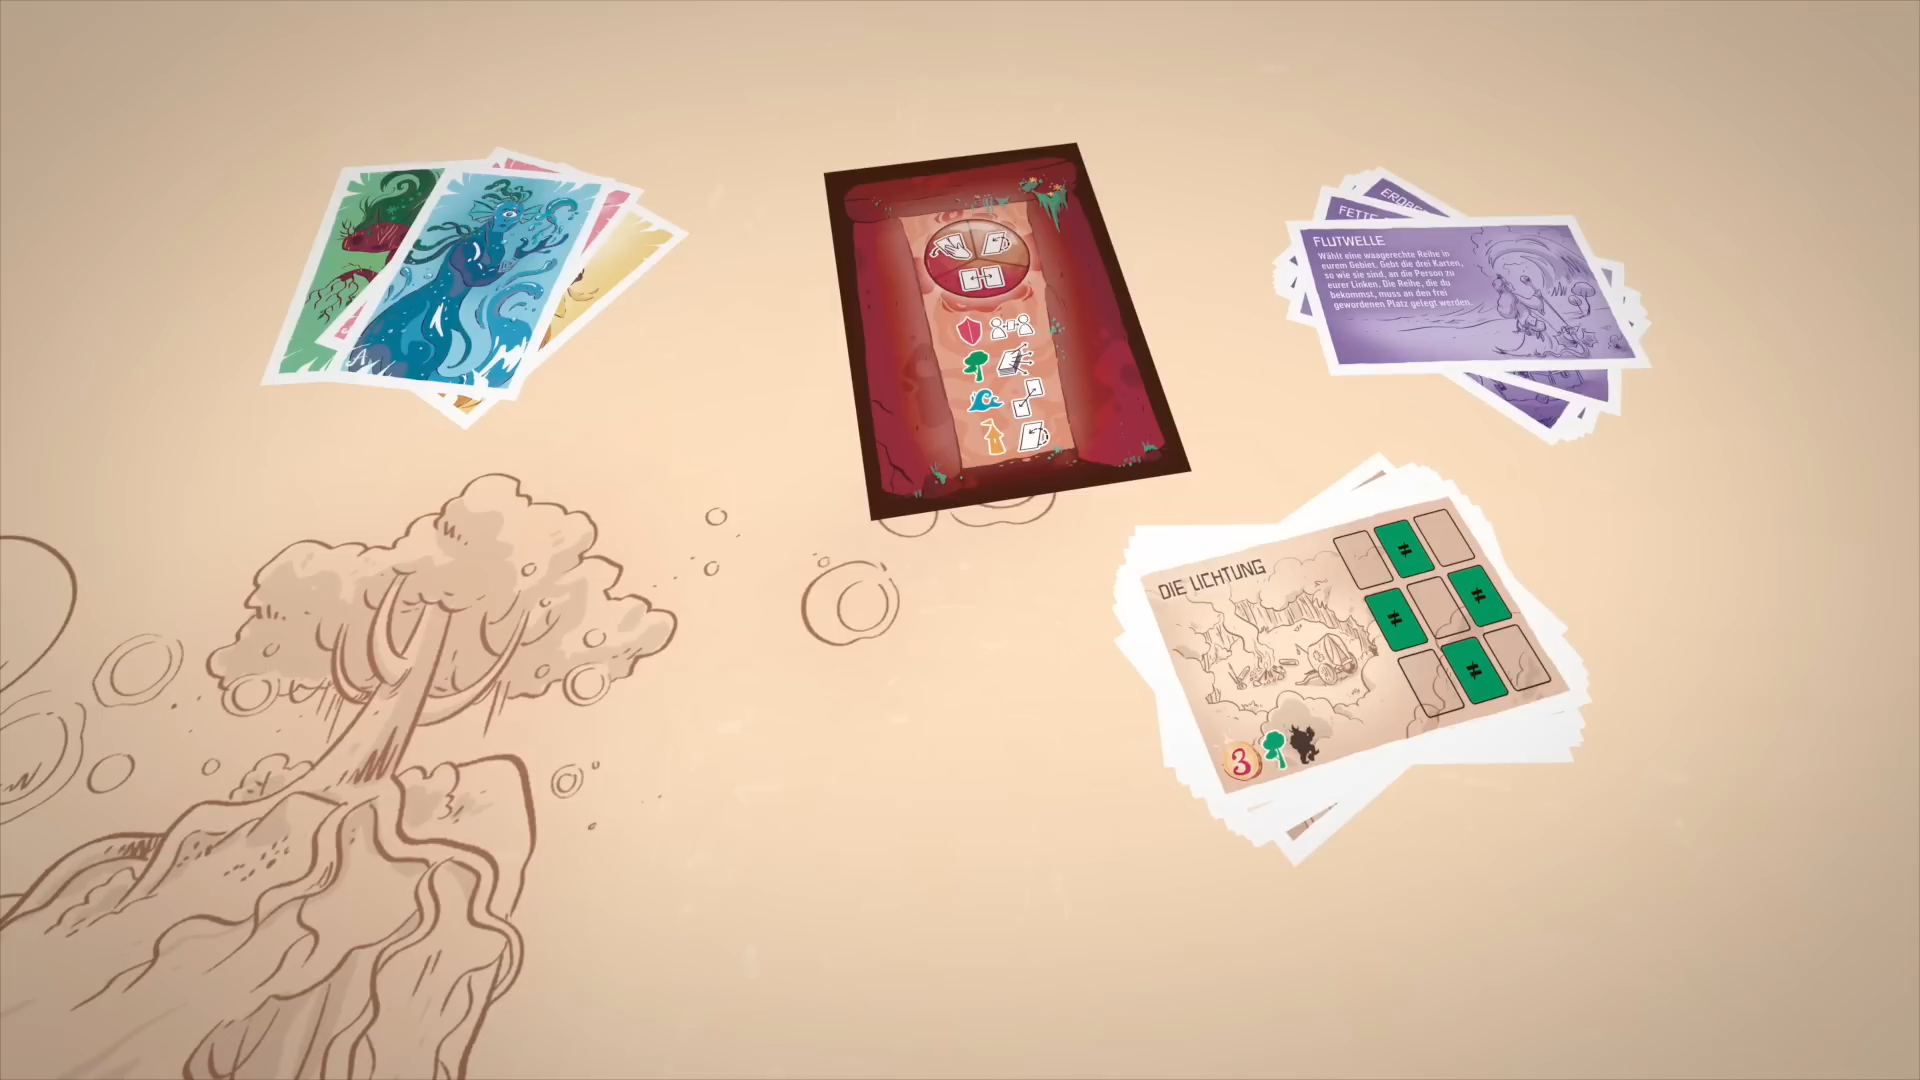 A
EROBE
FETTE
FLUTWELLE
Wählt eine waagerechte Reihe in
eurem Gebiet. Gebt die drei Karten,
so wie sie sind, an die Person zu
eurer Linken. Die Reihe, die du
bekommst, muss an den frei
gewordenen Platz gelegt werden.
DIE LICHTUNG
3